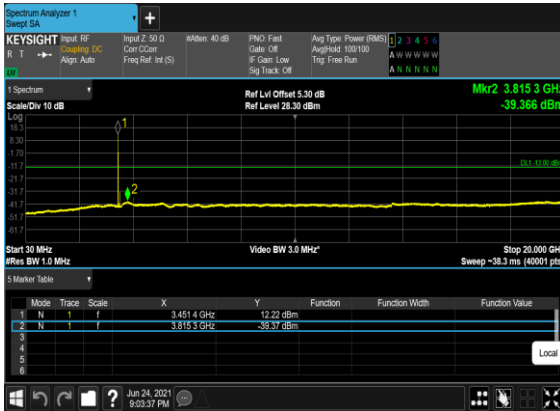 Spectrum Analyzer 1
Swept SA
+
KEYSIGHT Input: RF Input Z: 50 Ω #Atten: 40 dB PNO: Fast Avg Type: Power (RMS) 1 2 3 4 5 6
R T Coupling: DC Corr CCorr Gate: Off Avg|Hold: 100/100 A W W W W W
Align: Auto Freq Ref: Int (S) IF Gain: Low Trig: Free Run
Sig Track: Off A N N N N N
1 Spectrum
Scale/Div 10 dB
Ref Lvl Offset 5.30 dB
Ref Level 28.30 dBm
Mkr2 3.815 3 GHz
-39.366 dBm
Log
18.3
8.30
-1.70
-11.7
-21.7
-31.7
-41.7
-51.7
-61.7
1
2
DL1 -13.00 dBm
Start 30 MHz Video BW 3.0 MHz* Stop 20.000 GHz
#Res BW 1.0 MHz Sweep ~38.3 ms (40001 pts)
5 Marker Table
Mode Trace Scale X Y Function Function Width Function Value
1 N 1 f 3.451 4 GHz 12.22 dBm
2 N 1 f 3.815 3 GHz -39.37 dBm
3
4
5
6
Local
?
Jun 24, 2021
9:03:37 PM